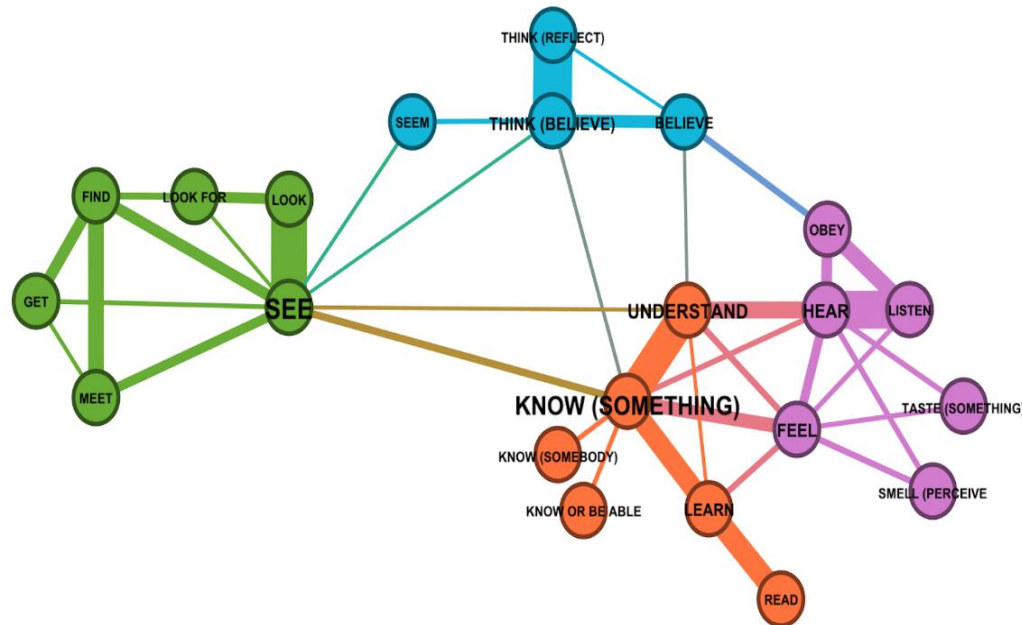 THINK (REFLECT)
SEEM
THINK (BELIEVE)
BELIEVE
FIND
LOOK FOR
LOOK
OBEY
GET
SEE
UNDERSTAND
HEAR
LISTEN
MEET
KNOW (SOMETHING)
TASTE (SOMETHING)
FEEL
KNOW (SOMEBODY)
SMELL (PERCEIVE
KNOW OR BE ABLE
LEARN
READ